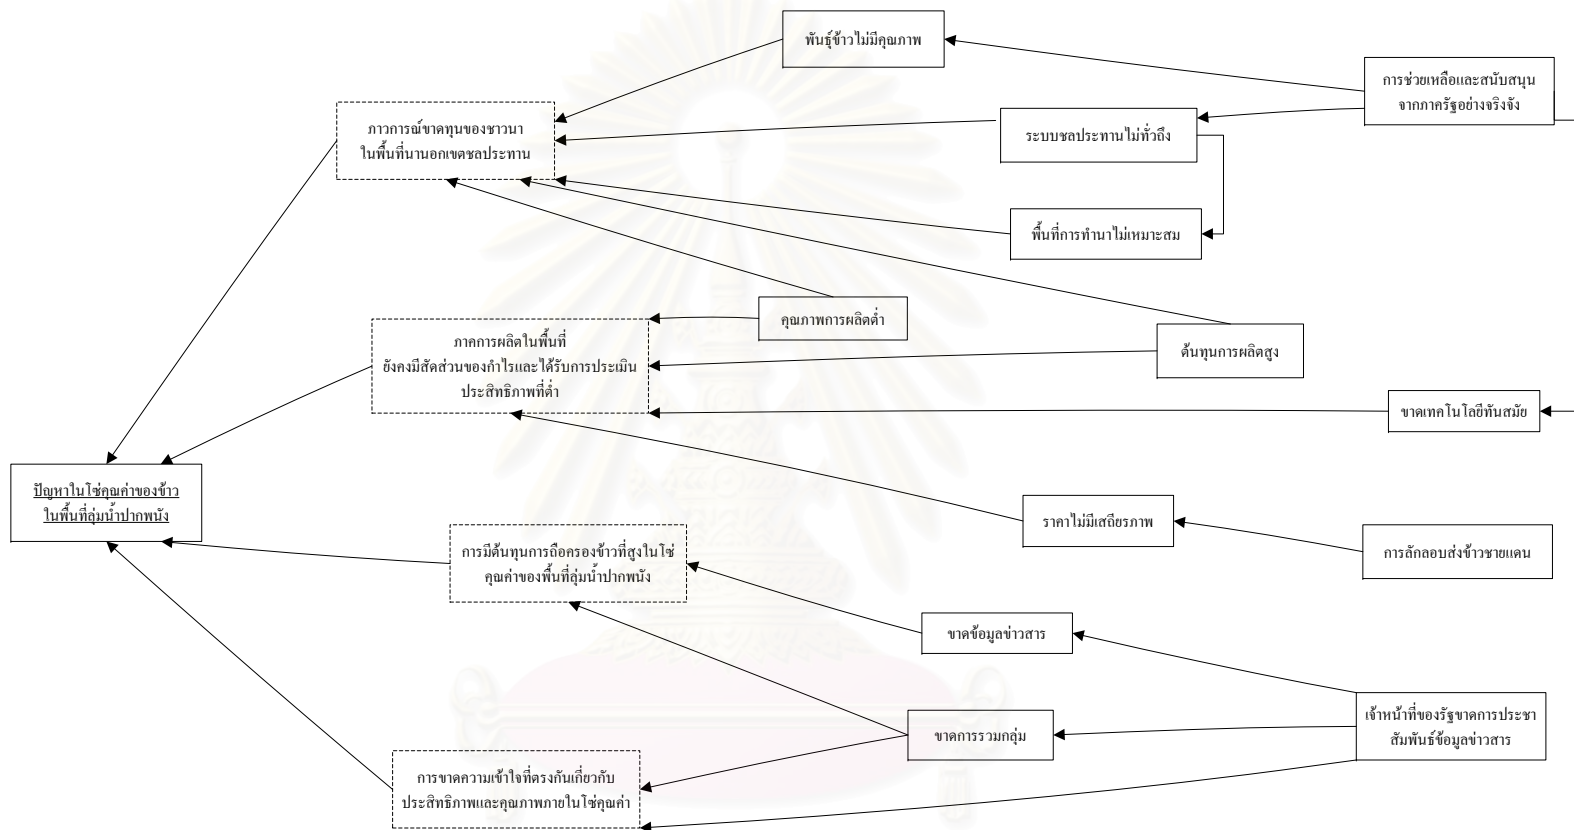 พันธุ์ข้าวไม่มีคุณภาพ
การช่วยเหลือและสนับสนุน
จากภาครัฐอย่างจริงจัง
ภาวการณ์ขาดทุนของชาวนา
ในพื้นที่นานอกเขตชลประทาน
ระบบชลประทานไม่ทั่วถึง
พื้นที่การทำนาไม่เหมาะสม
คุณภาพการผลิตต่ำ
ภาคการผลิตในพื้นที่
ยังคงมีสัดส่วนของกำไรและได้รับการประเมิน
ประสิทธิภาพที่ต่ำ
ต้นทุนการผลิตสูง
ขาดเทคโนโลยีทันสมัย
ปัญหาในโซ่คุณค่าของข้าว
ในพื้นที่ลุ่มน้ำปากพนัง
ราคาไม่มีเสถียรภาพ
การลักลอบส่งข้าวชายแดน
การมีต้นทุนการถือครองข้าวที่สูงในโซ่
คุณค่าของพื้นที่ลุ่มน้ำปากพนัง
ขาดข้อมูลข่าวสาร
ขาดการรวมกลุ่ม
เจ้าหน้าที่ของรัฐขาดการประชา
สัมพันธ์ข้อมูลข่าวสาร
การขาดความเข้าใจที่ตรงกันเกี่ยวกับ
ประสิทธิภาพและคุณภาพภายในโซ่คุณค่า